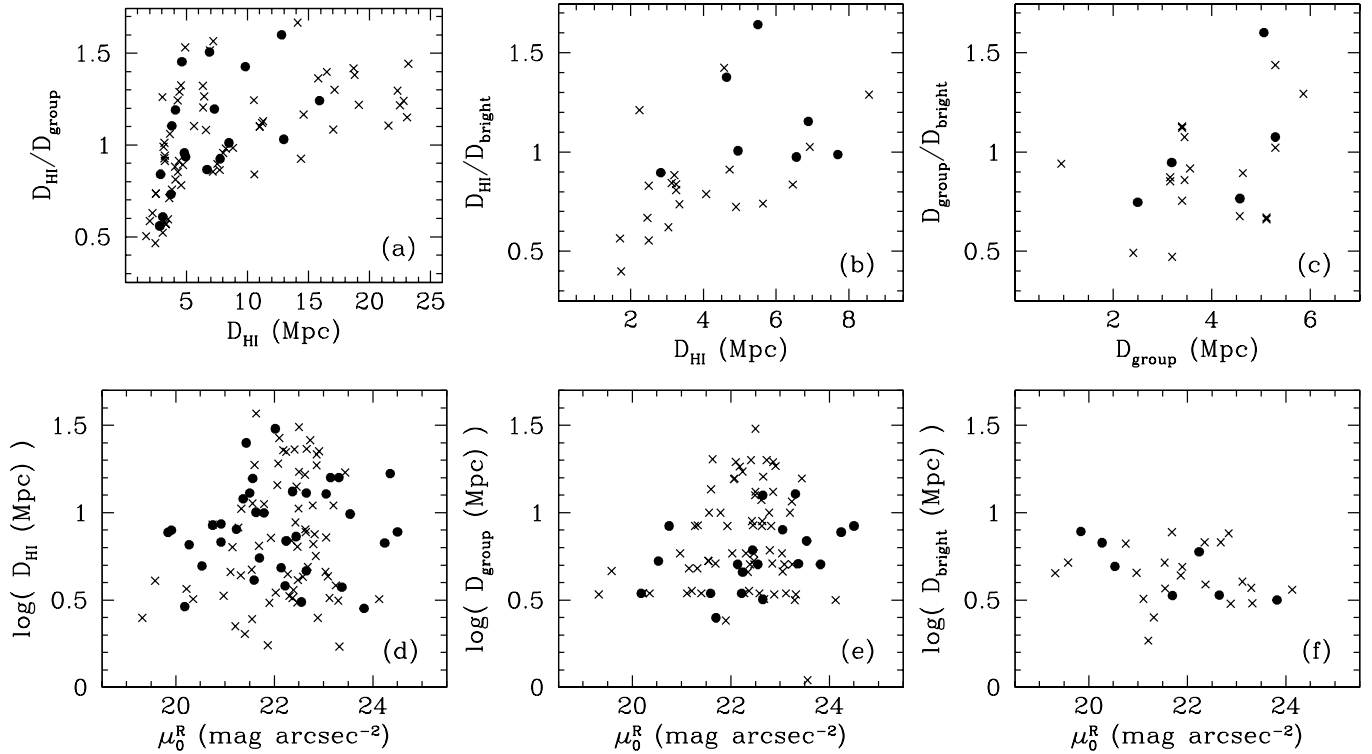 D_HI/D_group
1.5
1
0.5
(a)
5 10 15 20 25
D_HI (Mpc)
D_HI/D_bright
1.5
1
0.5
(b)
2 4 6 8
D_HI (Mpc)
D_group/D_bright
1.5
1
0.5
(c)
2 4 6
D_group (Mpc)
log( D_HI (Mpc) )
1.5
1
0.5
0
(d)
20 22 24
μ₀ᴿ (mag arcsec⁻²)
log( D_group (Mpc) )
1.5
1
0.5
0
(e)
20 22 24
μ₀ᴿ (mag arcsec⁻²)
log( D_bright (Mpc) )
1.5
1
0.5
0
(f)
20 22 24
μ₀ᴿ (mag arcsec⁻²)